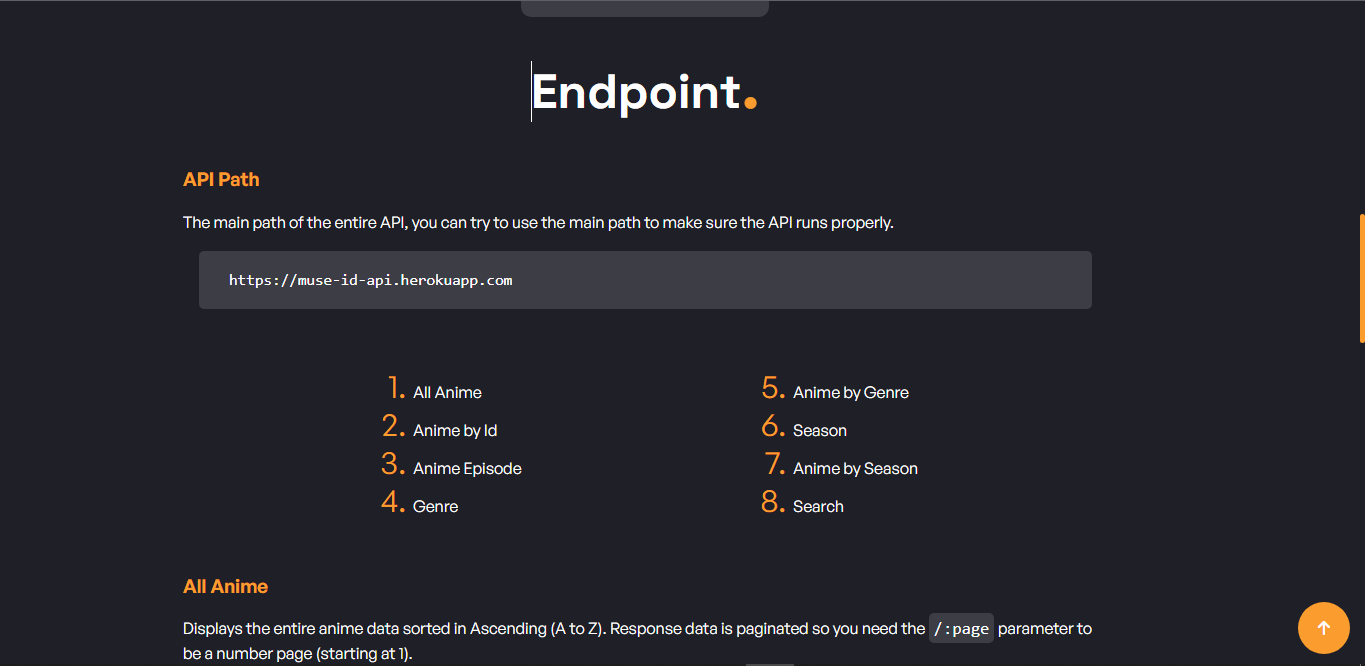 Endpoint.
API Path
The main path of the entire API, you can try to use the main path to make sure the API runs properly.
https://muse-id-api.herokuapp.com
1. All Anime
2. Anime by Id
3. Anime Episode
4. Genre
5. Anime by Genre
6. Season
7. Anime by Season
8. Search
All Anime
Displays the entire anime data sorted in Ascending (A to Z). Response data is paginated so you need the /:page parameter to
be a number page (starting at 1).